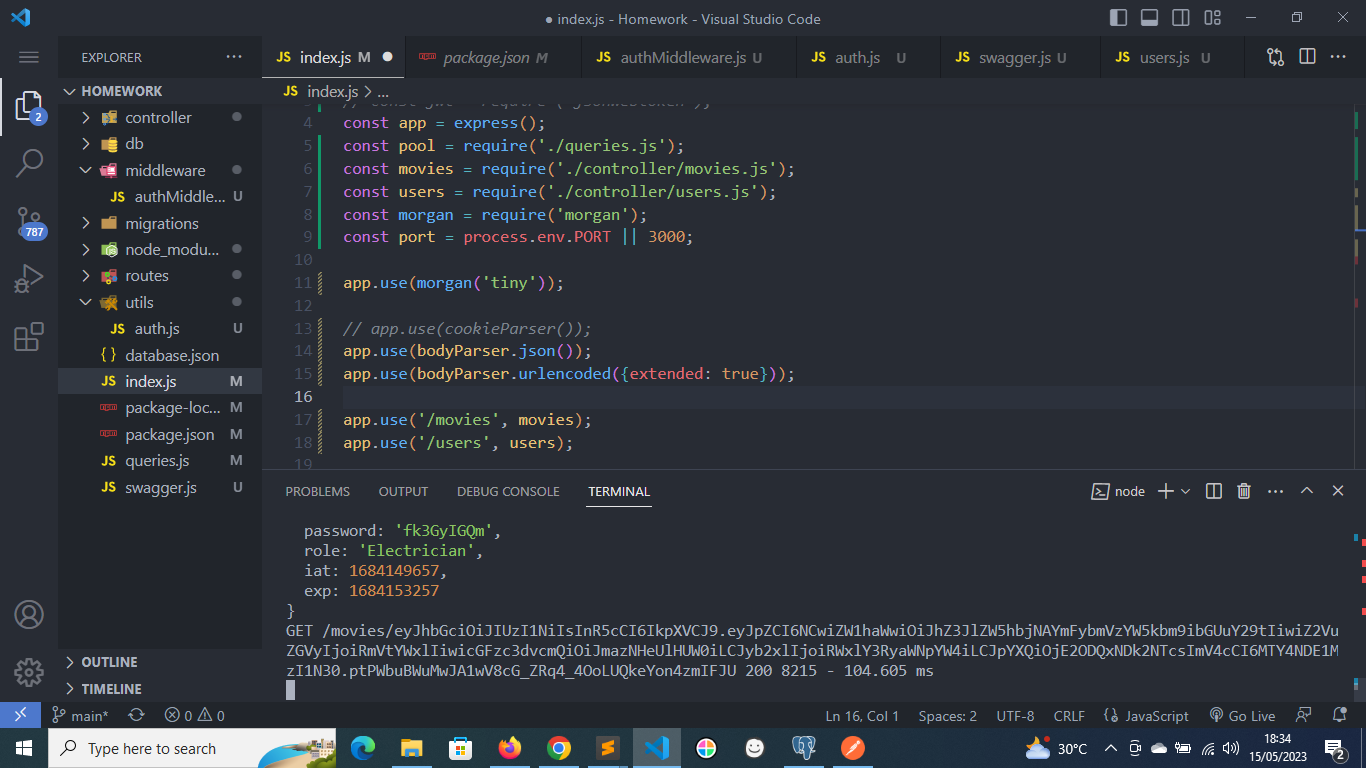 ● index.js - Homework - Visual Studio Code
EXPLORER
JS index.js M
package.json M
JS authMiddleware.js U
JS auth.js U
JS swagger.js U
JS users.js U
HOMEWORK
JS index.js > ...
controller
db
middleware
JS authMiddle... U
migrations
node_modu...
routes
utils
JS auth.js U
{} database.json
JS index.js M
package-loc... M
package.json M
JS queries.js M
JS swagger.js U
OUTLINE
TIMELINE
2
787
4 const app = express();
5 const pool = require('./queries.js');
6 const movies = require('./controller/movies.js');
7 const users = require('./controller/users.js');
8 const morgan = require('morgan');
9 const port = process.env.PORT || 3000;
10
11 app.use(morgan('tiny'));
12
13 // app.use(cookieParser());
14 app.use(bodyParser.json());
15 app.use(bodyParser.urlencoded({extended: true}));
16
17 app.use('/movies', movies);
18 app.use('/users', users);
19
PROBLEMS OUTPUT DEBUG CONSOLE TERMINAL
node
password: 'fk3GyIGQm',
role: 'Electrician',
iat: 1684149657,
exp: 1684153257
}
GET /movies/eyJhbGciOiJIUzI1NiIsInR5cCI6IkpXVCJ9.eyJpZCI6NCwiZW1haWwiOiJhZ3JlZW5hbjNAYmFybmVzYW5kbm9ibGUuY29tIiwiZ2Vu
ZGVyIjoiRmVtYWxlIiwicGFzc3dvcmQiOiJmazNHeUlHUW0iLCJyb2xlIjoiRWxlY3RyaWNpYW4iLCJpYXQiOjE2ODQxNDk2NTcsImV4cCI6MTY4NDE1M
zI1N30.ptPWbuBWuMwJA1wV8cG_ZRq4_4OoLUQkeYon4zmIFJU 200 8215 - 104.605 ms
main* 0 0
Ln 16, Col 1 Spaces: 2 UTF-8 CRLF {} JavaScript Go Live
Type here to search
30°C
18:34
15/05/2023
2